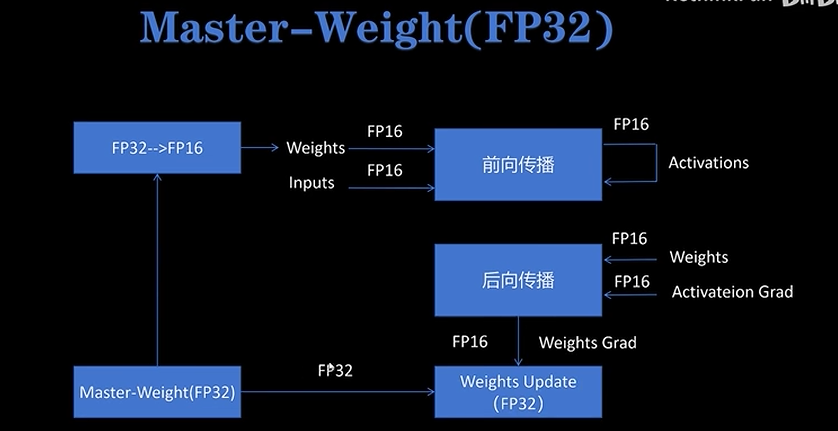 Master-Weight(FP32)
FP32-->FP16
Weights
FP16
Inputs
FP16
前向传播
FP16
Activations
后向传播
FP16
Weights
FP16
Activateion Grad
FP16
Weights Grad
Master-Weight(FP32)
FP32
Weights Update
(FP32)